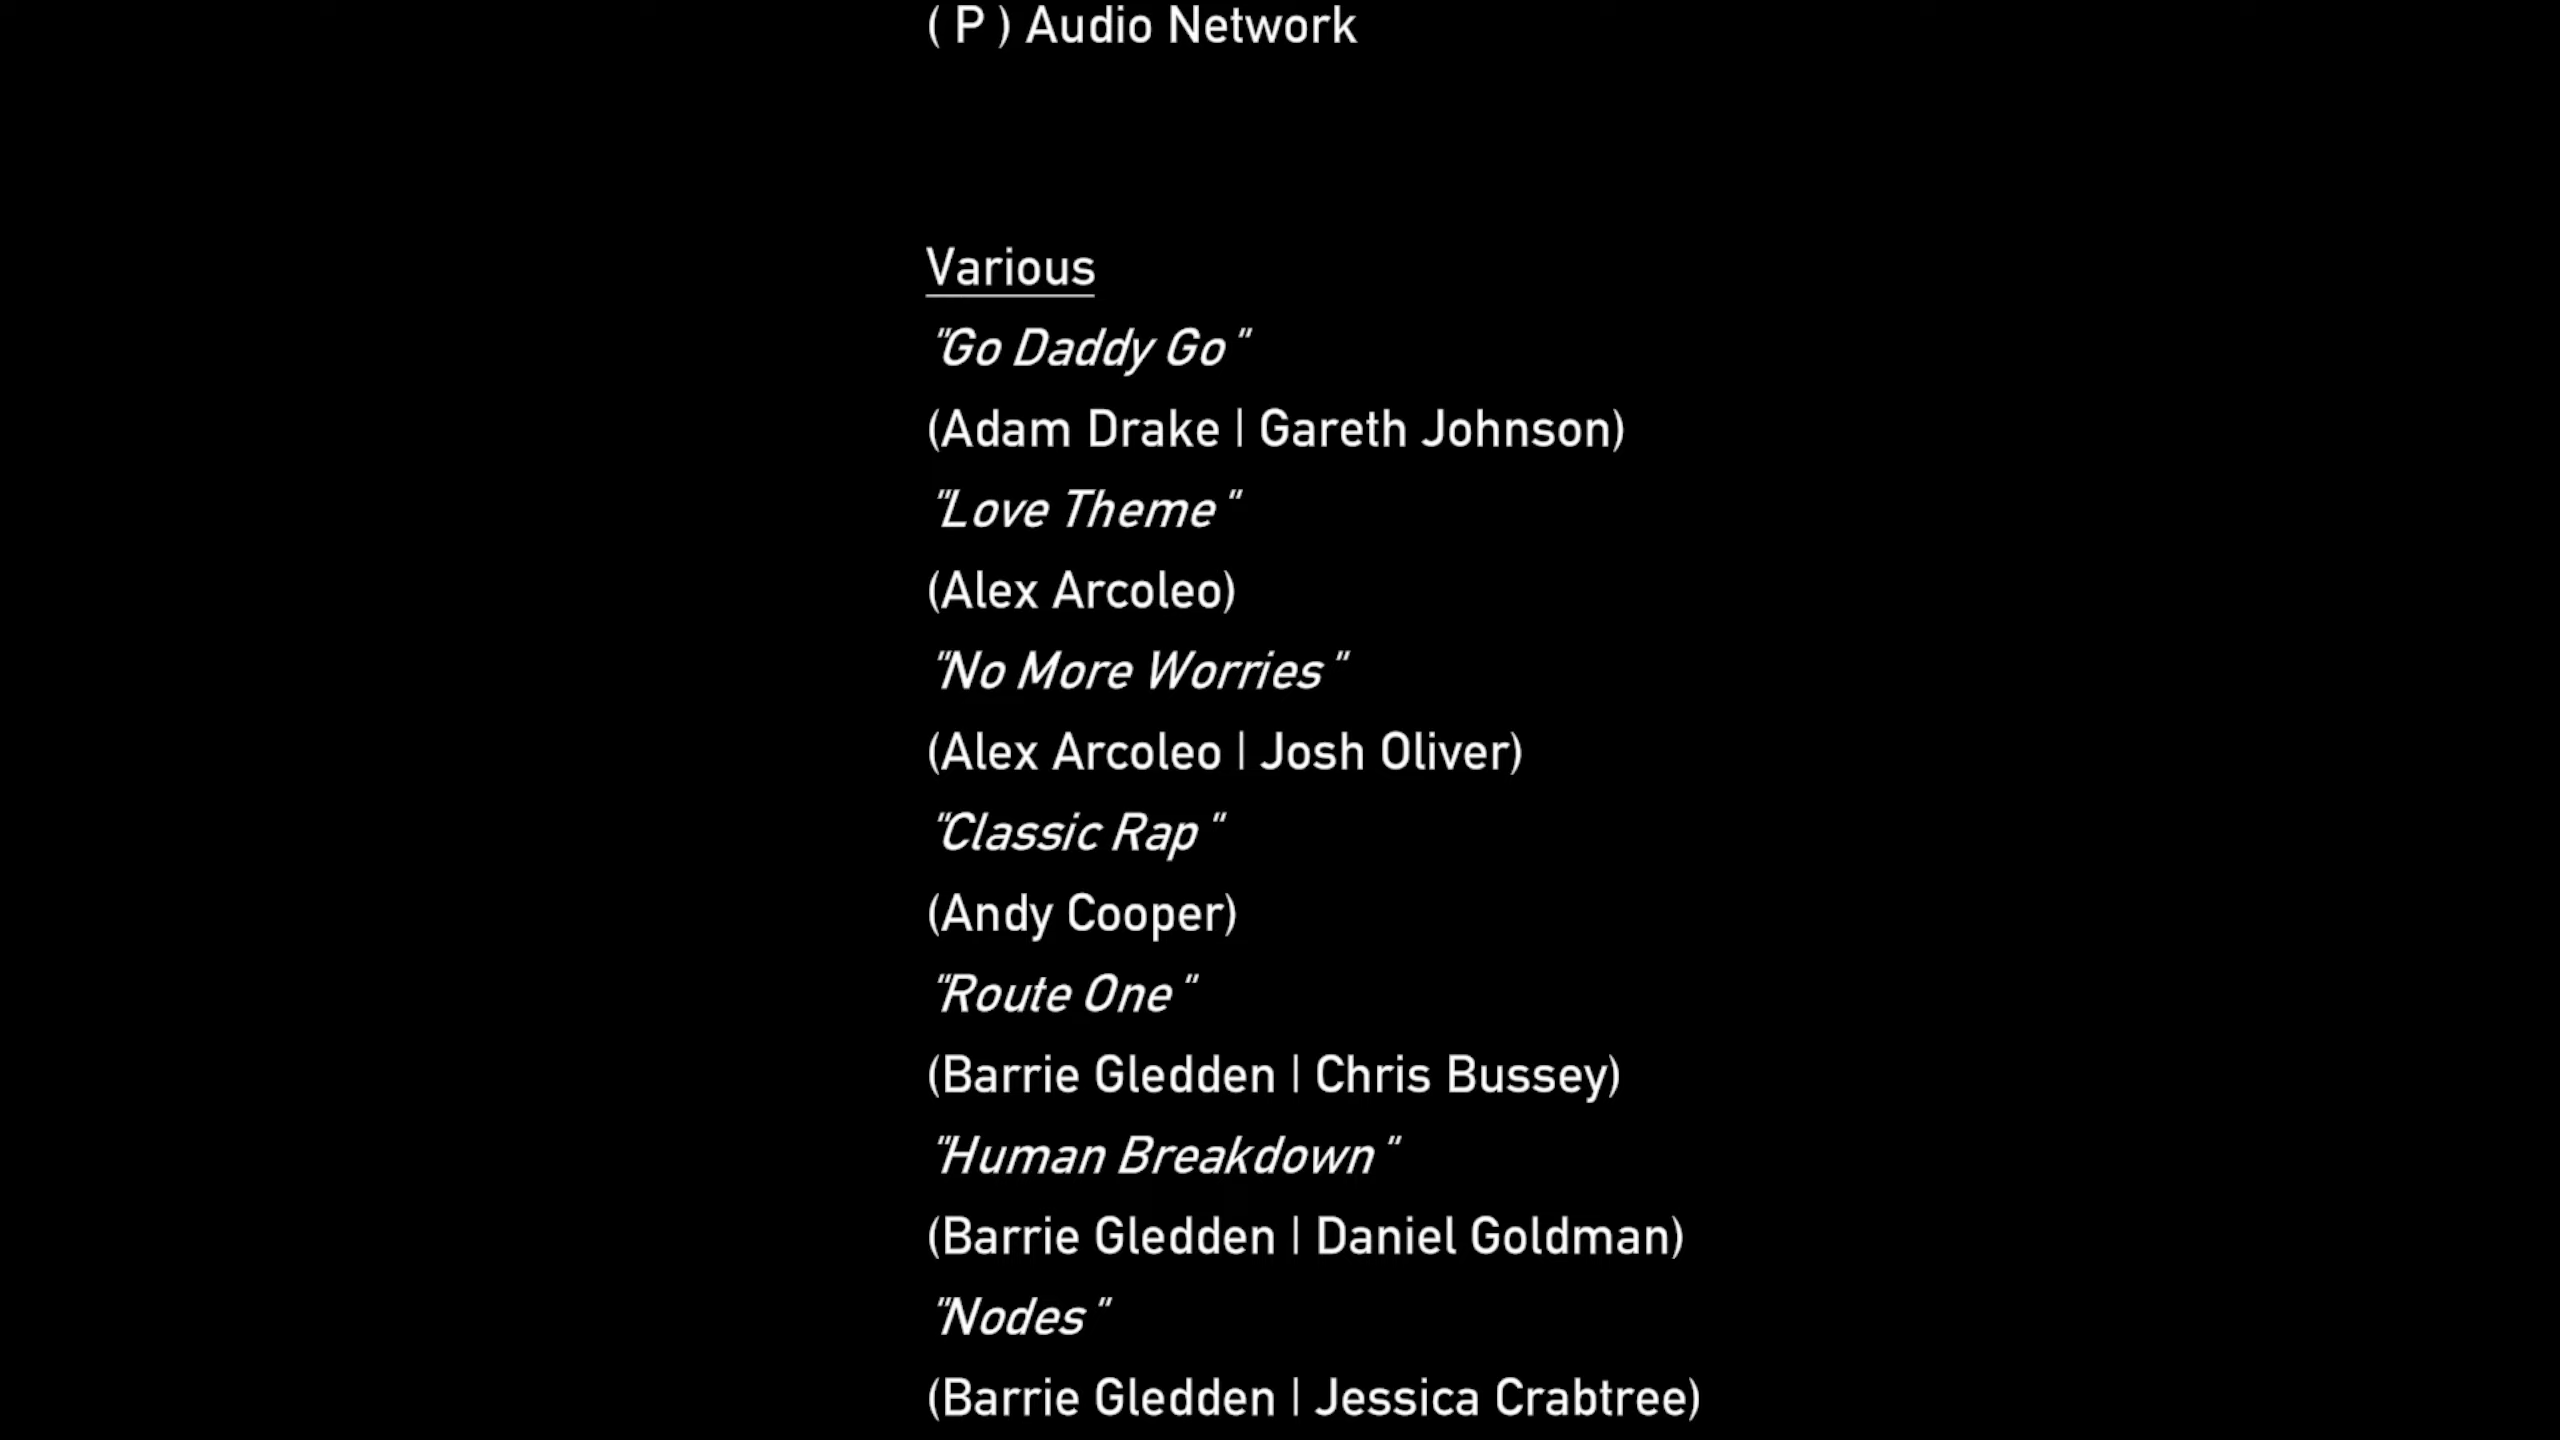 ( P ) Audio Network
Various
"Go Daddy Go"
(Adam Drake | Gareth Johnson)
"Love Theme"
(Alex Arcoleo)
"No More Worries"
(Alex Arcoleo | Josh Oliver)
"Classic Rap"
(Andy Cooper)
"Route One"
(Barrie Gledden | Chris Bussey)
"Human Breakdown"
(Barrie Gledden | Daniel Goldman)
"Nodes"
(Barrie Gledden | Jessica Crabtree)